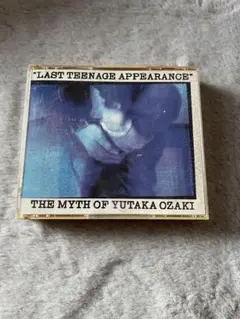 "LAST TEENAGE APPEARANCE"
THE MYTH OF YUTAKA OZAKI